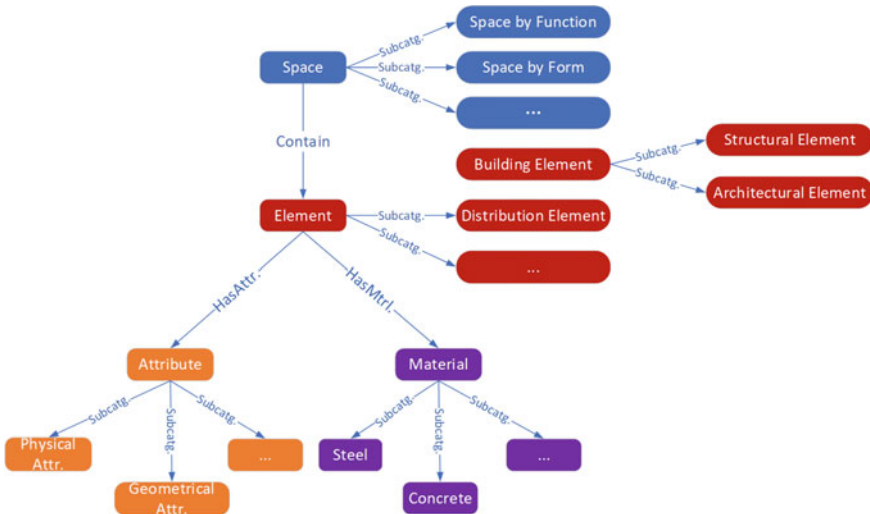 Space by Function
Subcatg.
Space
Subcatg.
Space by Form
Subcatg.
...
Contain
Building Element
Subcatg.
Structural Element
Subcatg.
Architectural Element
Element
Subcatg.
Distribution Element
Subcatg.
...
HasAttr.
HasMtrl.
Attribute
Material
Subcatg.
Subcatg.
Subcatg.
Subcatg.
Subcatg.
Subcatg.
Physical
Attr.
...
Steel
...
Geometrical
Attr.
Concrete